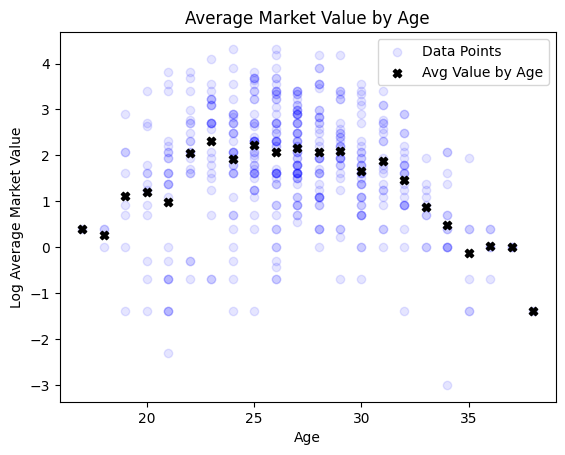 Average Market Value by Age
Data Points
Avg Value by Age
Log Average Market Value
4
3
2
1
0
−1
−2
−3
20
25
30
35
Age